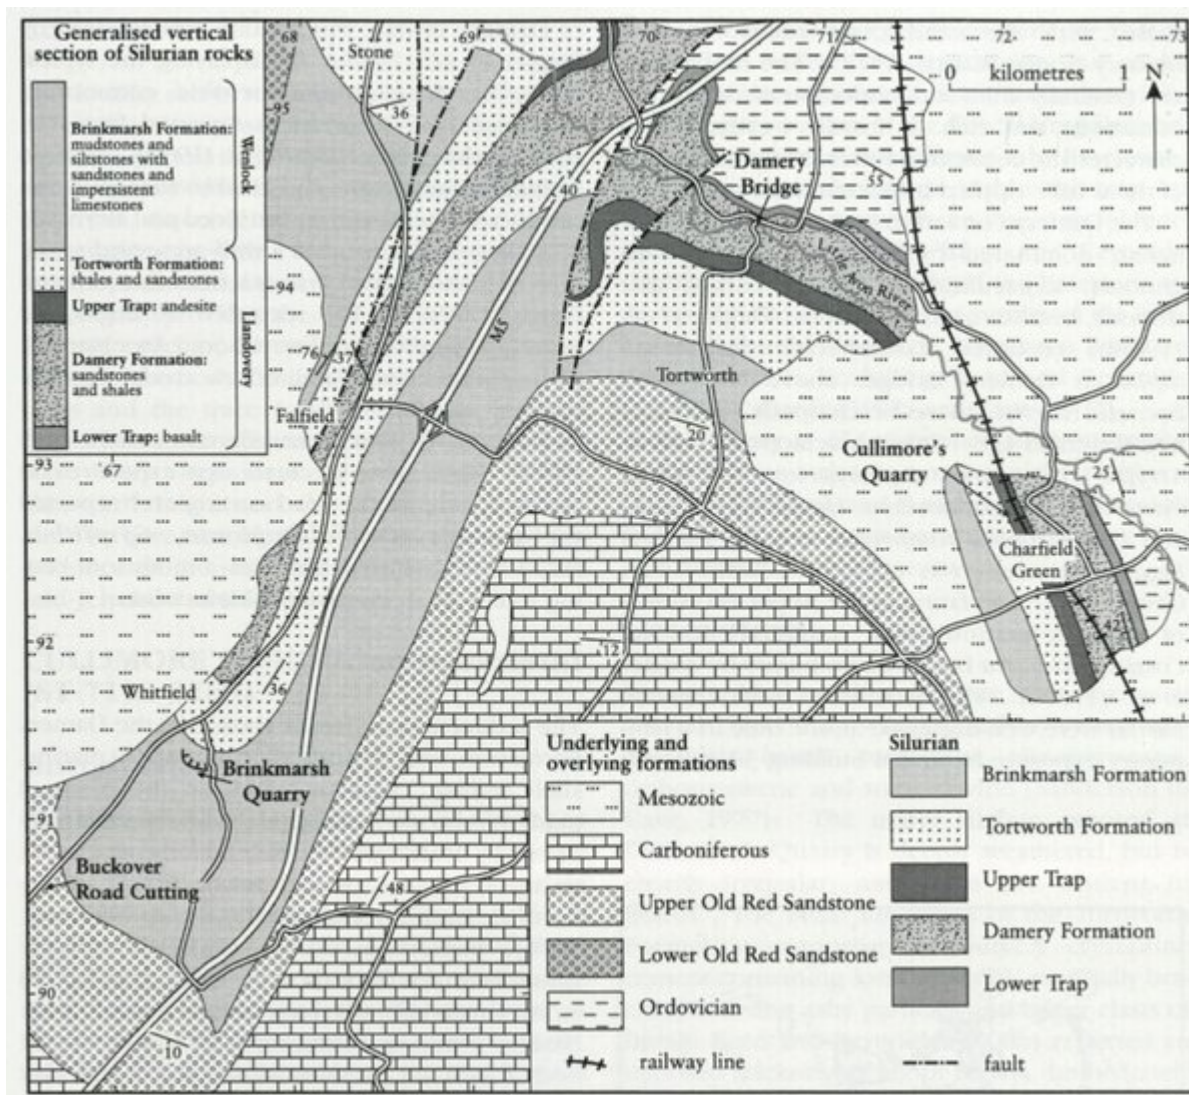 Generalised vertical
section of Silurian rocks
Brinkmarsh Formation:
mudstones and
siltstones with
sandstones and
impersistent
limestones
Wenlock
Tortworth Formation:
shales and sandstones
Upper Trap: andesite
Damery Formation:
sandstones
and shales
Lower Trap: basalt
Llandovery
68
69
70
71
72
73
Stone
36
95
0 kilometres 1 N
Damery
Bridge
55
40
Little Avon River
94
M5
76
37
Falfield
Tortworth
20
93
67
Cullimore's
Quarry
25
Charfield
Green
42
92
12
Whitfield
36
Brinkmarsh
Quarry
91
Buckover
Road Cutting
48
90
10
Underlying and
overlying formations
Mesozoic
Carboniferous
Upper Old Red Sandstone
Lower Old Red Sandstone
Ordovician
railway line
Silurian
Brinkmarsh Formation
Tortworth Formation
Upper Trap
Damery Formation
Lower Trap
fault